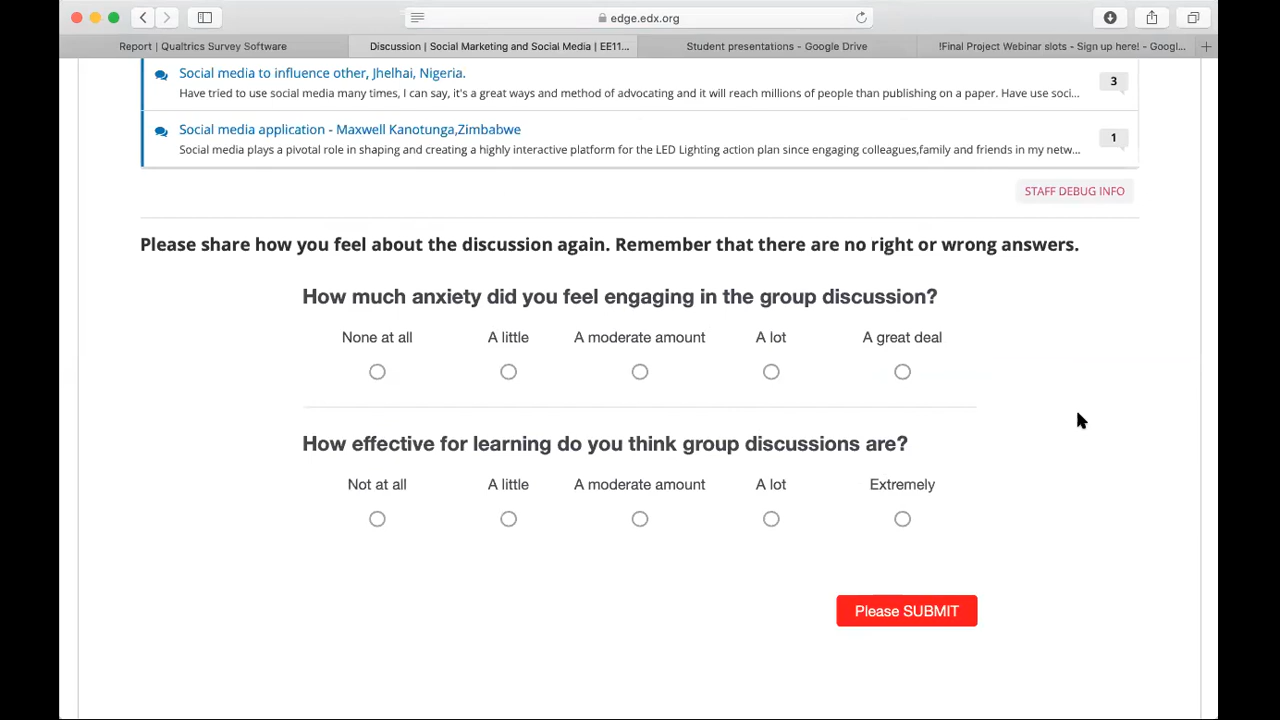 edge.edx.org
Report | Qualtrics Survey Software
Discussion | Social Marketing and Social Media | EE11...
Student presentations - Google Drive
!Final Project Webinar slots - Sign up here! - Googl...
Social media to influence other, Jhelhai, Nigeria.
3
Have tried to use social media many times, I can say, it's a great ways and method of advocating and it will reach millions of people than publishing on a paper. Have use soci...
Social media application - Maxwell Kanotunga,Zimbabwe
1
Social media plays a pivotal role in shaping and creating a highly interactive platform for the LED Lighting action plan since engaging colleagues,family and friends in my netw...
STAFF DEBUG INFO
Please share how you feel about the discussion again. Remember that there are no right or wrong answers.
How much anxiety did you feel engaging in the group discussion?
None at all A little A moderate amount A lot A great deal
How effective for learning do you think group discussions are?
Not at all A little A moderate amount A lot Extremely
Please SUBMIT